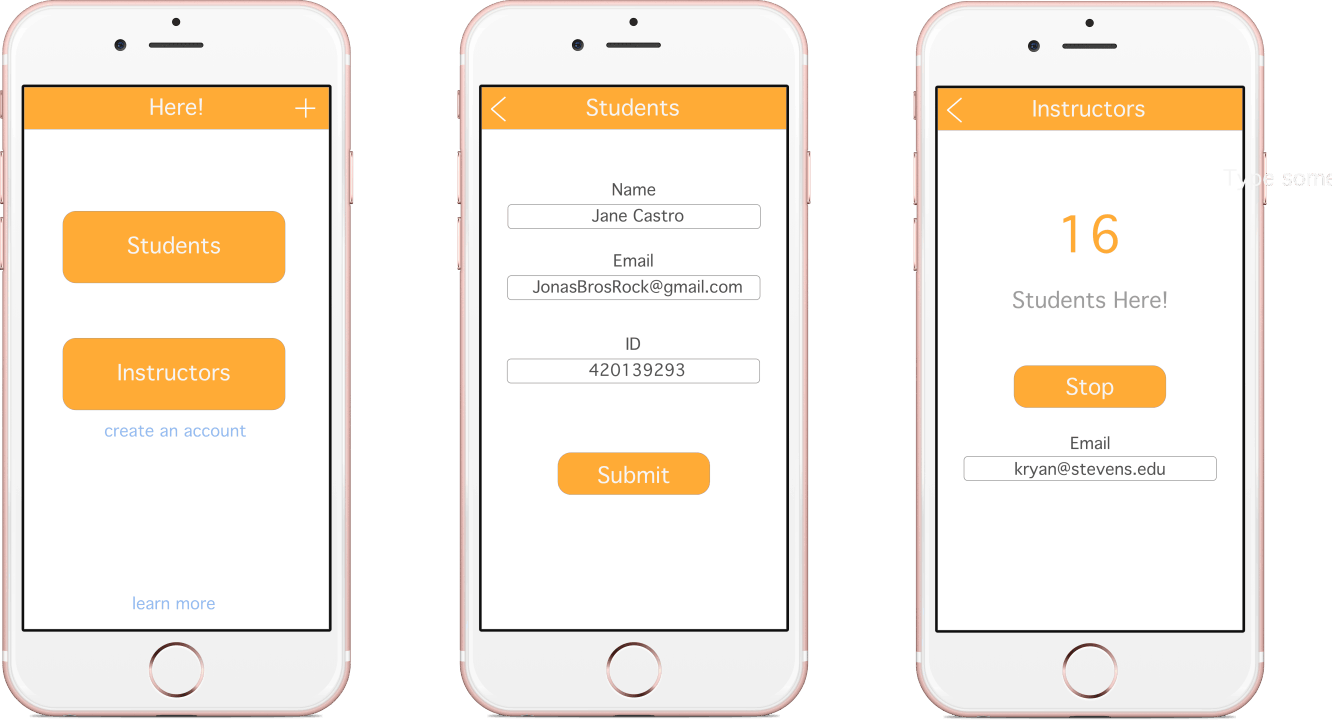 Here!
Students
Instructors
create an account
learn more
Students
Name
Jane Castro
Email
JonasBrosRock@gmail.com
ID
420139293
Submit
Instructors
Type some
16
Students Here!
Stop
Email
kryan@stevens.edu